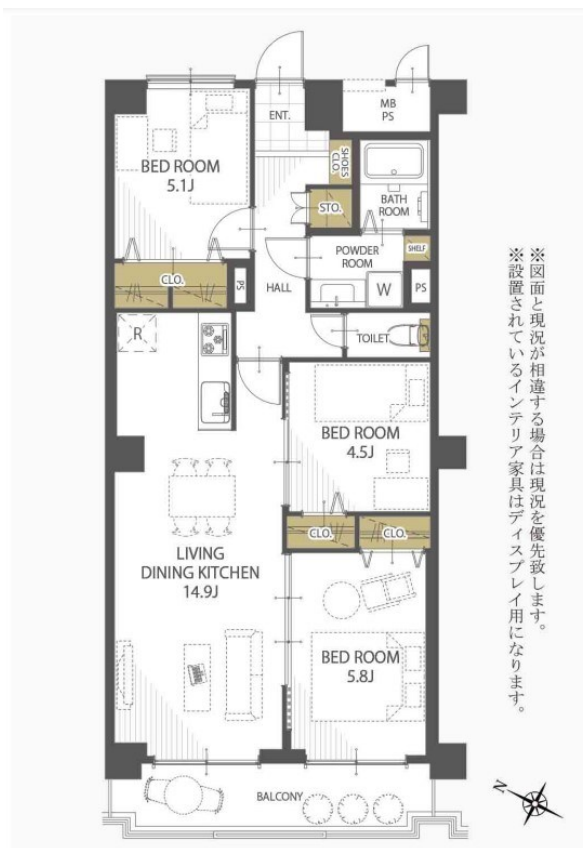 ENT.
MB
PS
BED ROOM
5.1J
SHOES
CLO.
STO.
BATH
ROOM
POWDER
ROOM
SHELF
CLO.
PS
HALL
W
PS
R
TOILET
BED ROOM
4.5J
CLO.
CLO.
LIVING
DINING KITCHEN
14.9J
BED ROOM
5.8J
BALCONY
N
※図面と現況が相違する場合は現況を優先致します。
※設置されているインテリア家具はディスプレイ用になります。